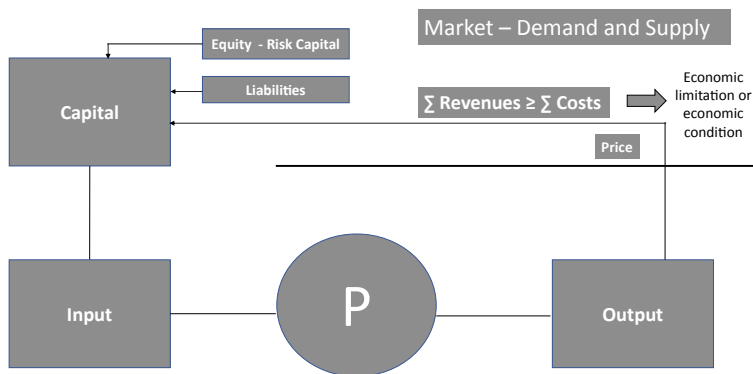 Equity - Risk Capital
Market – Demand and Supply
Liabilities
Capital
∑ Revenues ≥ ∑ Costs
Economic
limitation or
economic
condition
Price
Input
P
Output